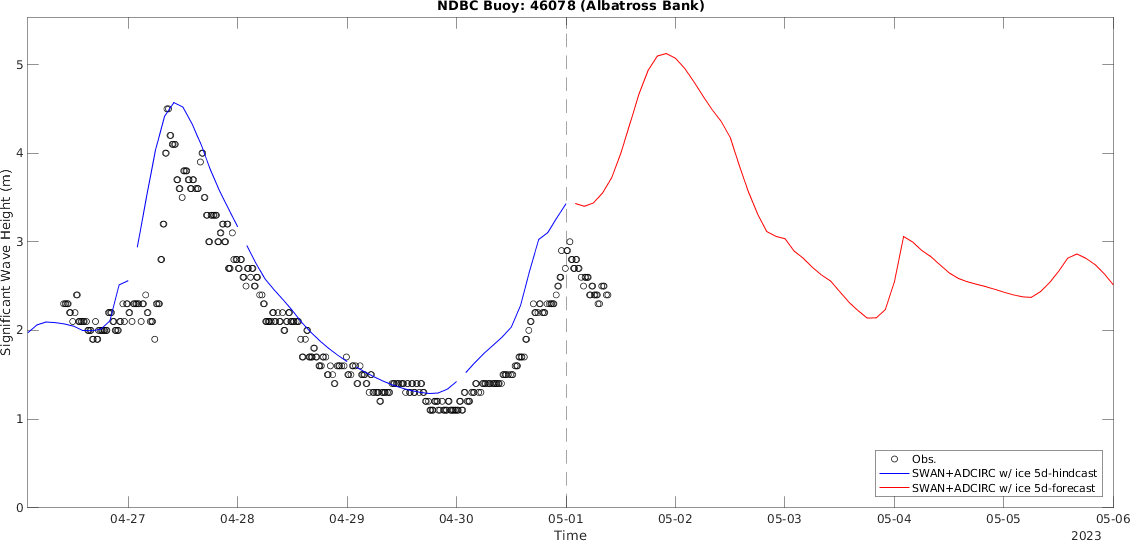 NDBC Buoy: 46078 (Albatross Bank)
Significant Wave Height (m)
5
4
3
2
1
0
Obs.
SWAN+ADCIRC w/ ice 5d-hindcast
SWAN+ADCIRC w/ ice 5d-forecast
04-27 04-28 04-29 04-30 05-01 05-02 05-03 05-04 05-05 05-06
Time
2023